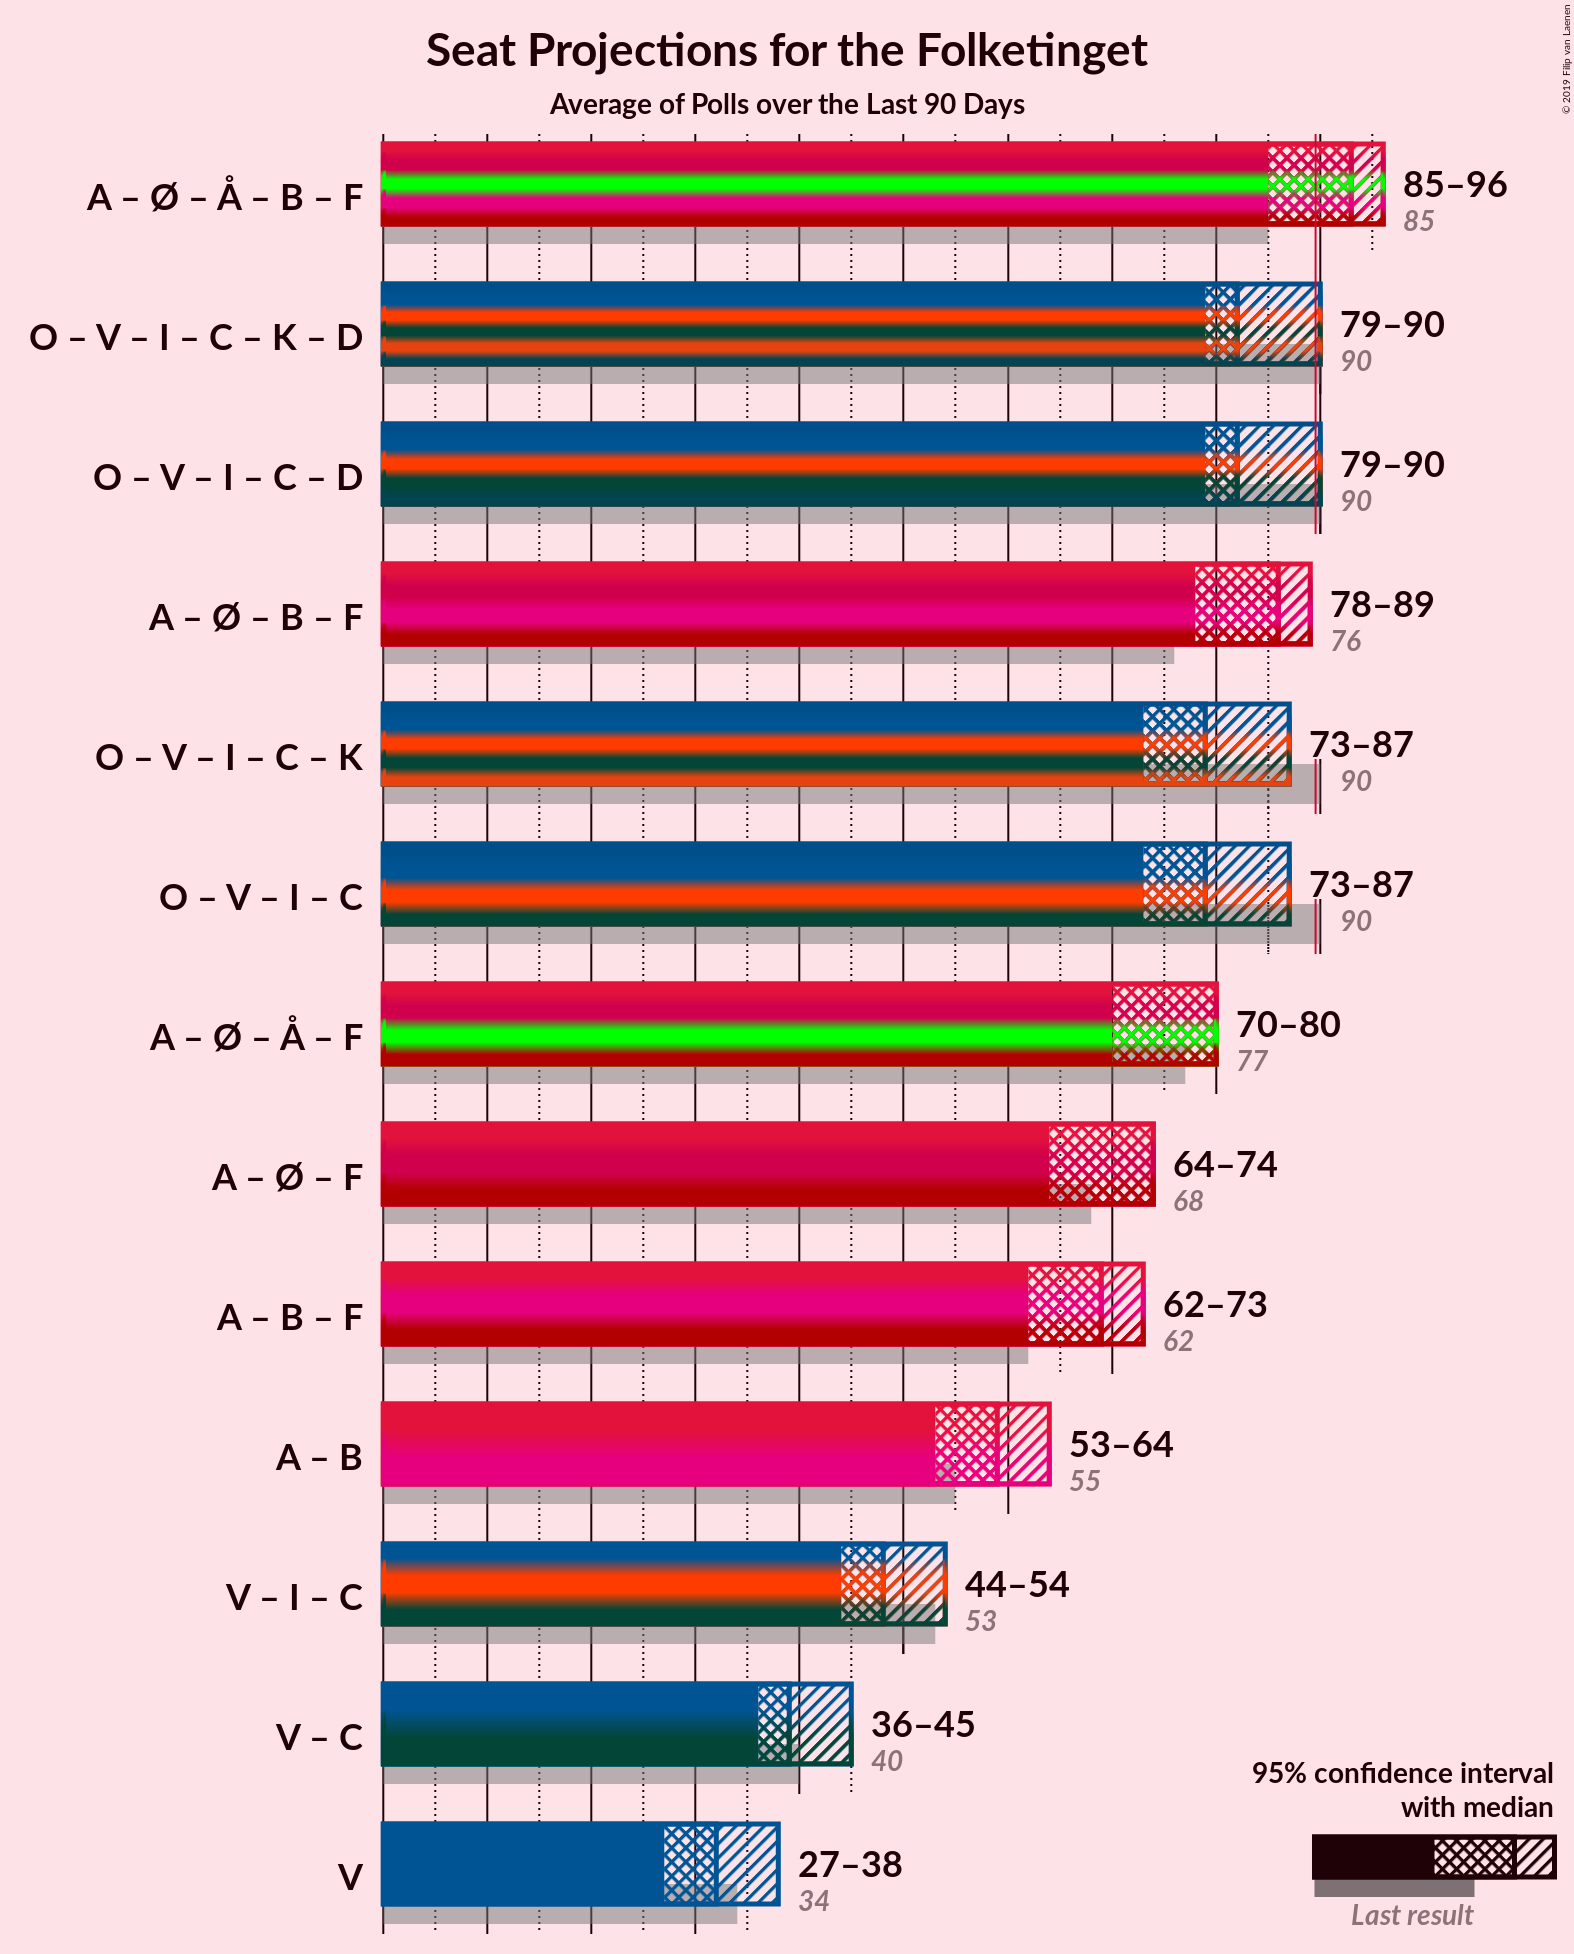 Seat Projections for the Folketinget
Average of Polls over the Last 90 Days
© 2019 Filip van Laenen
A – Ø – Å – B – F
85–96
85
O – V – I – C – K – D
79–90
90
O – V – I – C – D
79–90
90
A – Ø – B – F
78–89
76
O – V – I – C – K
73–87
90
O – V – I – C
73–87
90
A – Ø – Å – F
70–80
77
A – Ø – F
64–74
68
A – B – F
62–73
62
A – B
53–64
55
V – I – C
44–54
53
V – C
36–45
40
V
27–38
34
95% confidence interval
with median
Last result